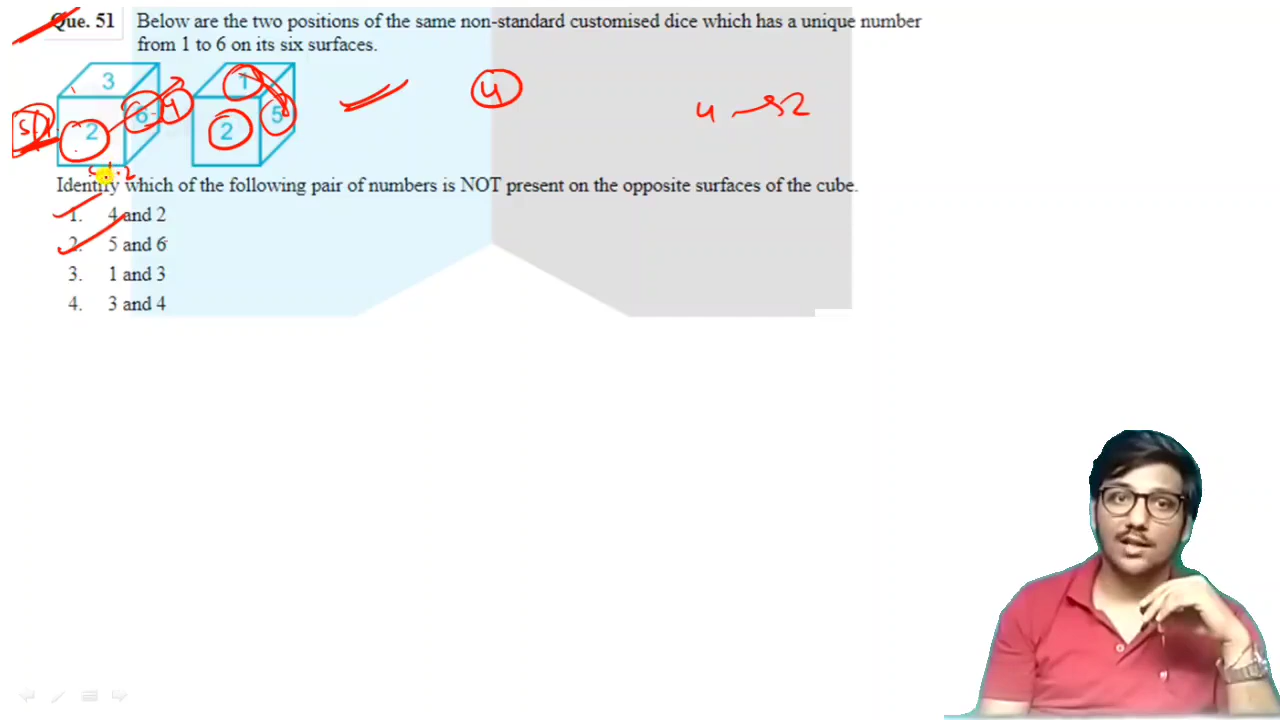 Que. 51 Below are the two positions of the same non-standard customised dice which has a unique number
from 1 to 6 on its six surfaces.
3 1
2 6 4 2 5
4
4 2
Identify which of the following pair of numbers is NOT present on the opposite surfaces of the cube.
1. 4 and 2
2. 5 and 6
3. 1 and 3
4. 3 and 4